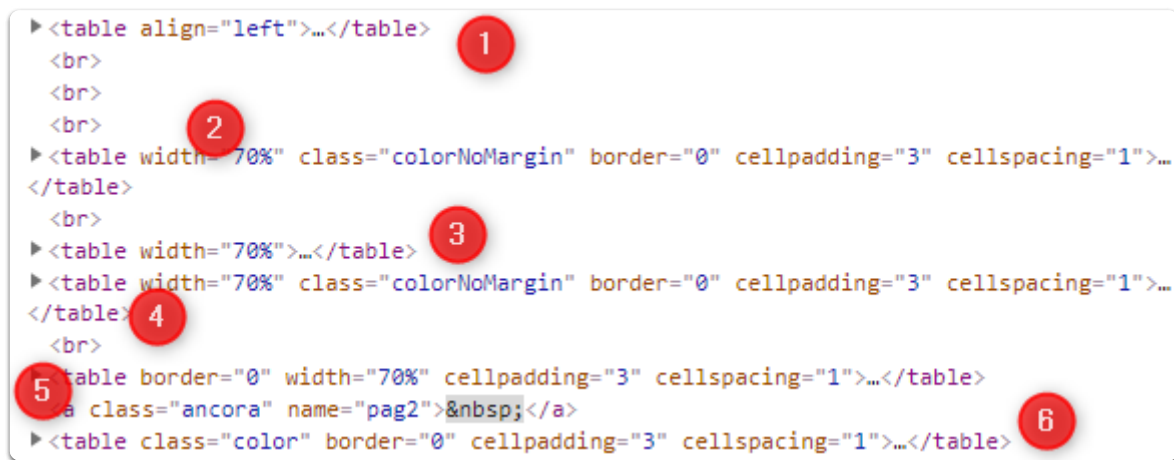 ▶<table align="left">…</table>
1
<br>
<br>
<br>
2
▶<table width="70%" class="colorNoMargin" border="0" cellpadding="3" cellspacing="1">…
</table>
<br>
3
▶<table width="70%">…</table>
▶<table width="70%" class="colorNoMargin" border="0" cellpadding="3" cellspacing="1">…
</table>
4
<br>
5
<table border="0" width="70%" cellpadding="3" cellspacing="1">…</table>
<a class="ancora" name="pag2">&nbsp;</a>
6
▶<table class="color" border="0" cellpadding="3" cellspacing="1">…</table>